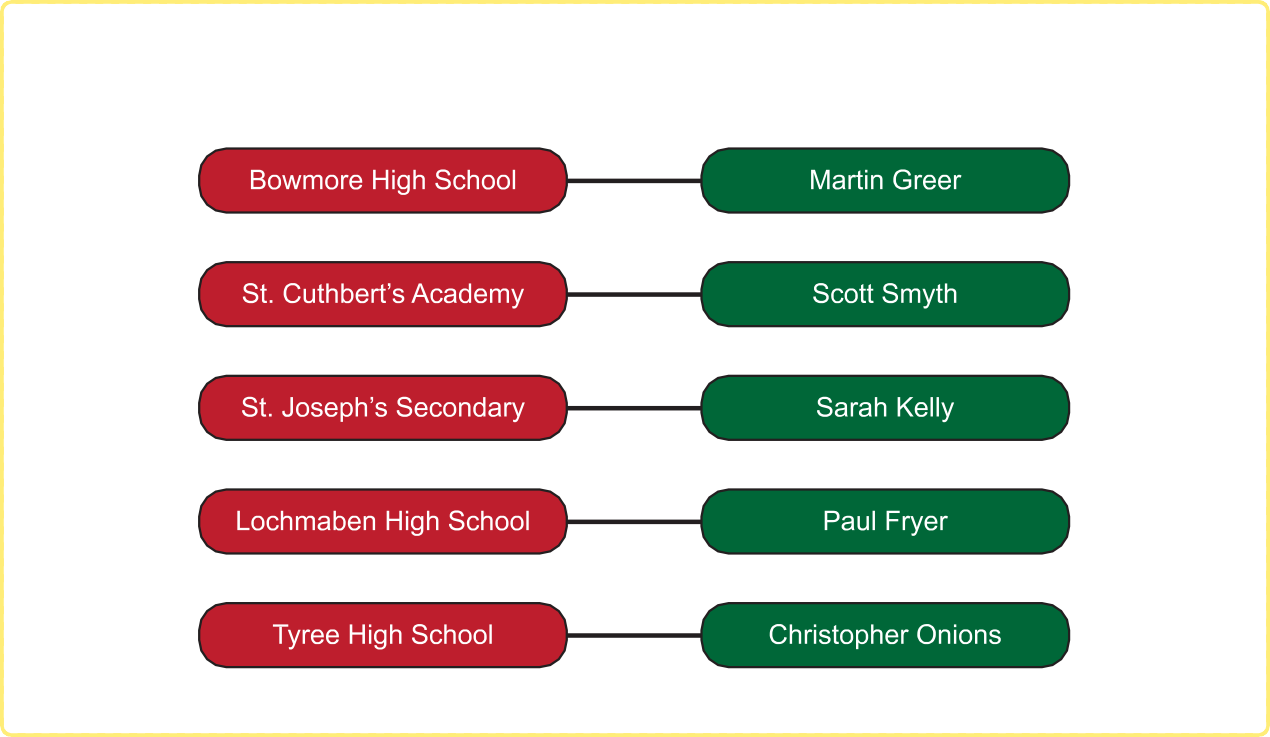 Bowmore High School
Martin Greer
St. Cuthbert’s Academy
Scott Smyth
St. Joseph’s Secondary
Sarah Kelly
Lochmaben High School
Paul Fryer
Tyree High School
Christopher Onions